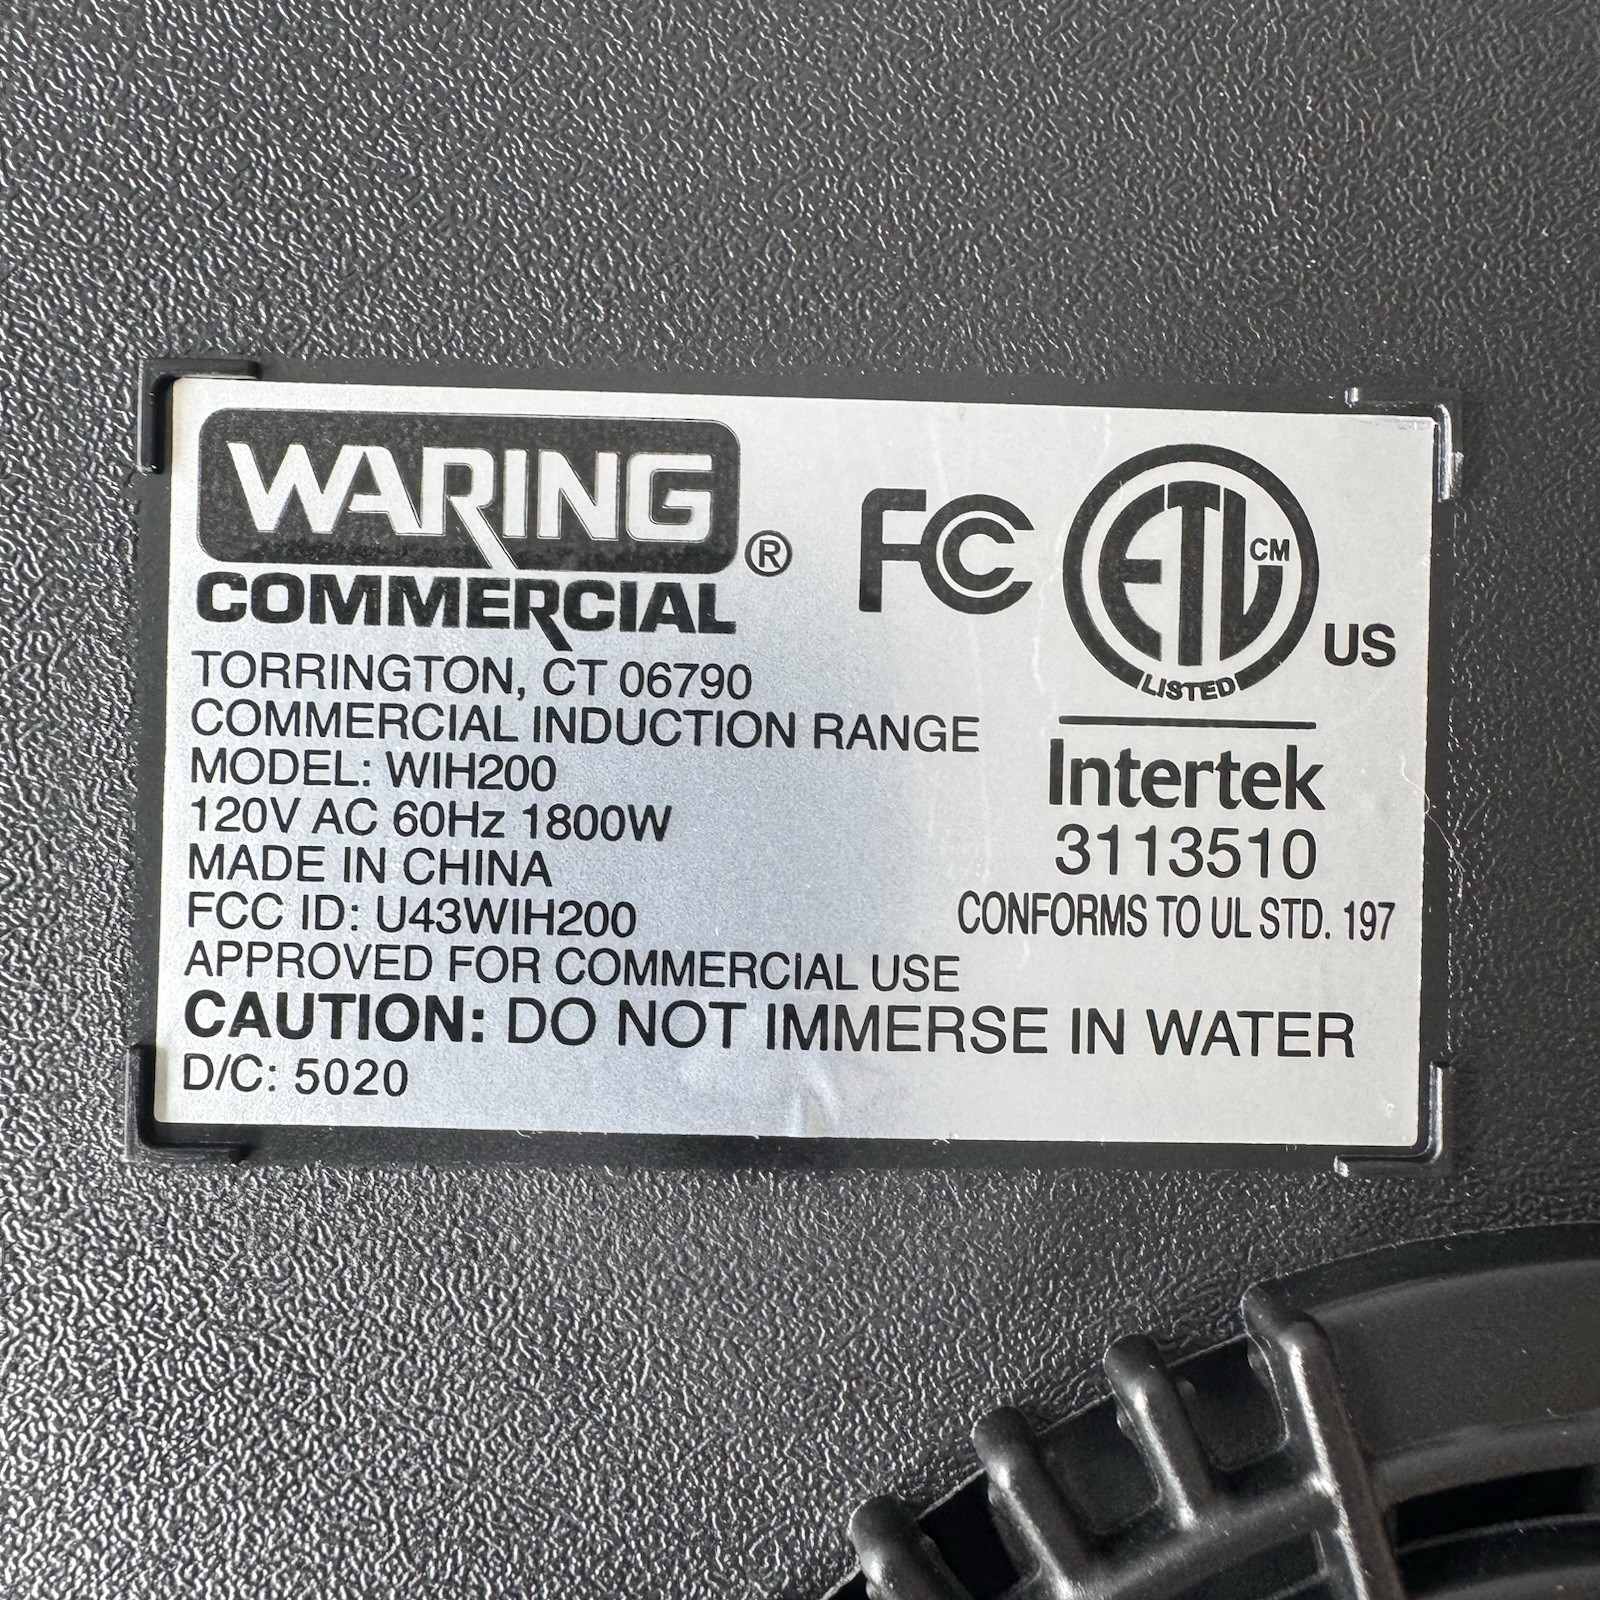 WARING®
COMMERCIAL
TORRINGTON, CT 06790
COMMERCIAL INDUCTION RANGE
MODEL: WIH200
120V AC 60Hz 1800W
MADE IN CHINA
FCC ID: U43WIH200
APPROVED FOR COMMERCIAL USE
CAUTION: DO NOT IMMERSE IN WATER
D/C: 5020
FC
ETL CM
LISTED
US
Intertek
3113510
CONFORMS TO UL STD. 197